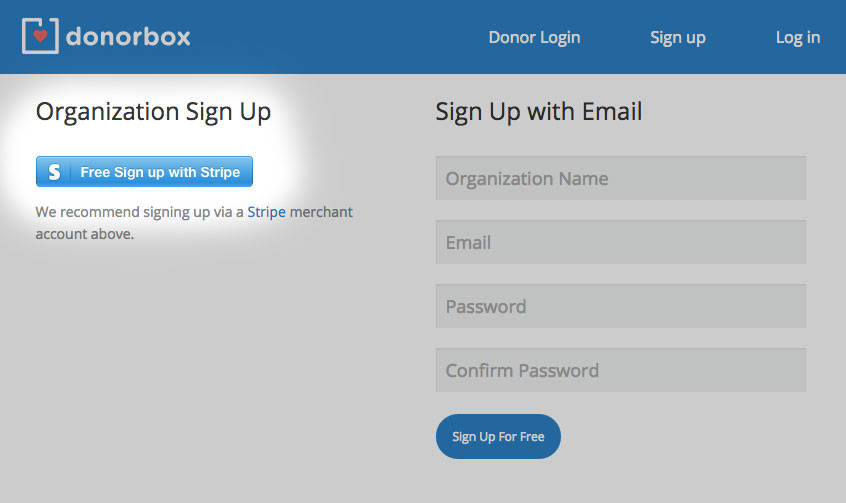 donorbox
Donor Login
Sign up
Log in
Organization Sign Up
S Free Sign up with Stripe
We recommend signing up via a Stripe merchant
account above.
Sign Up with Email
Organization Name
Email
Password
Confirm Password
Sign Up For Free